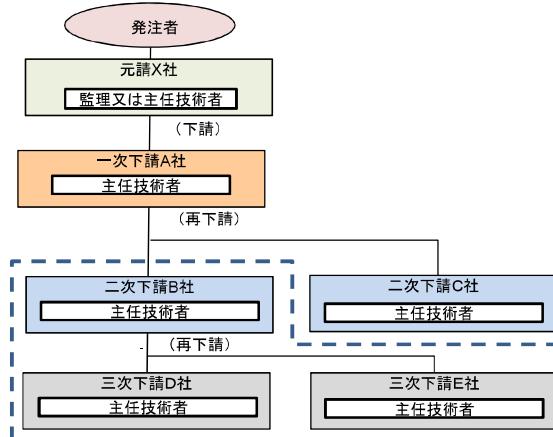 発注者
元請X社
監理又は主任技術者
（下請）
一次下請A社
主任技術者
（再下請）
二次下請B社
主任技術者
二次下請C社
主任技術者
（再下請）
三次下請D社
主任技術者
三次下請E社
主任技術者